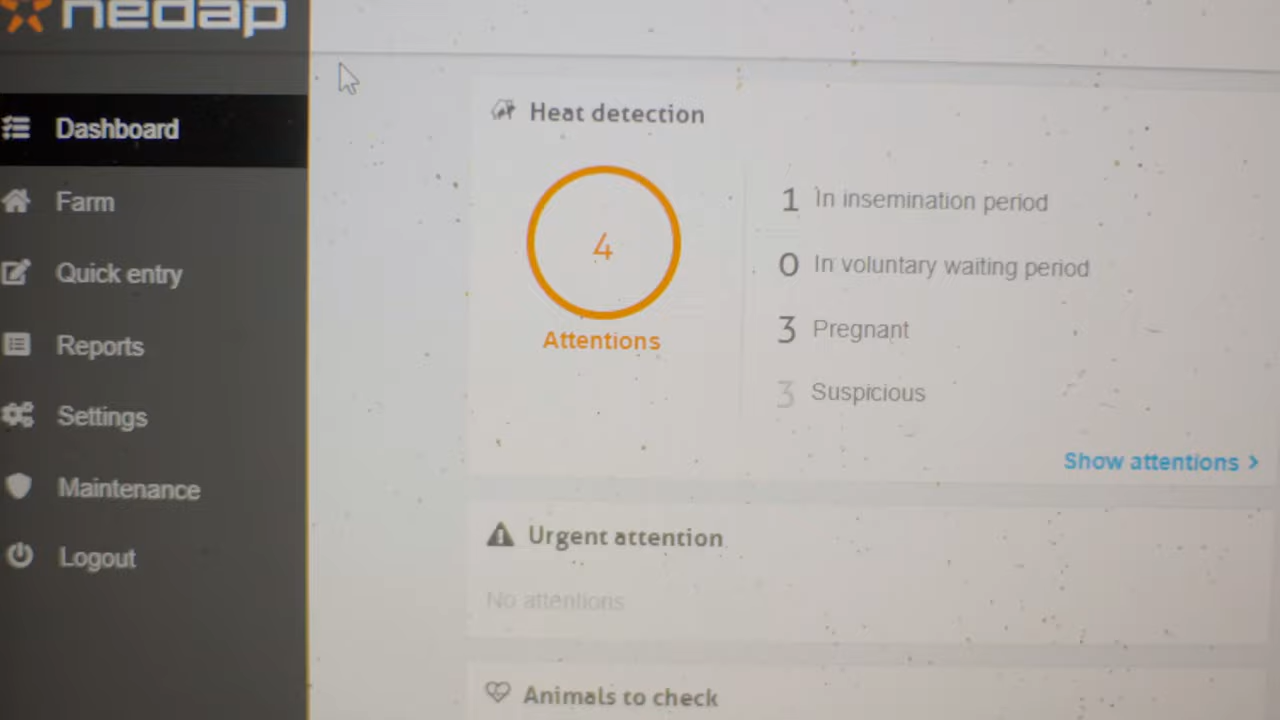 nedap
Dashboard
Farm
Quick entry
Reports
Settings
Maintenance
Logout
Heat detection
4
Attentions
1 In insemination period
0 In voluntary waiting period
3 Pregnant
3 Suspicious
Show attentions >
Urgent attention
No attentions
Animals to check